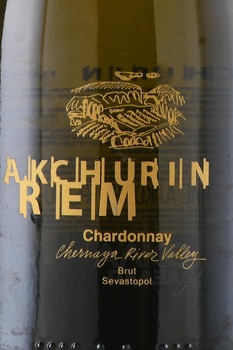 AKCHURIN
REM
Chardonnay
Chernaya River Valley
Brut
Sevastopol